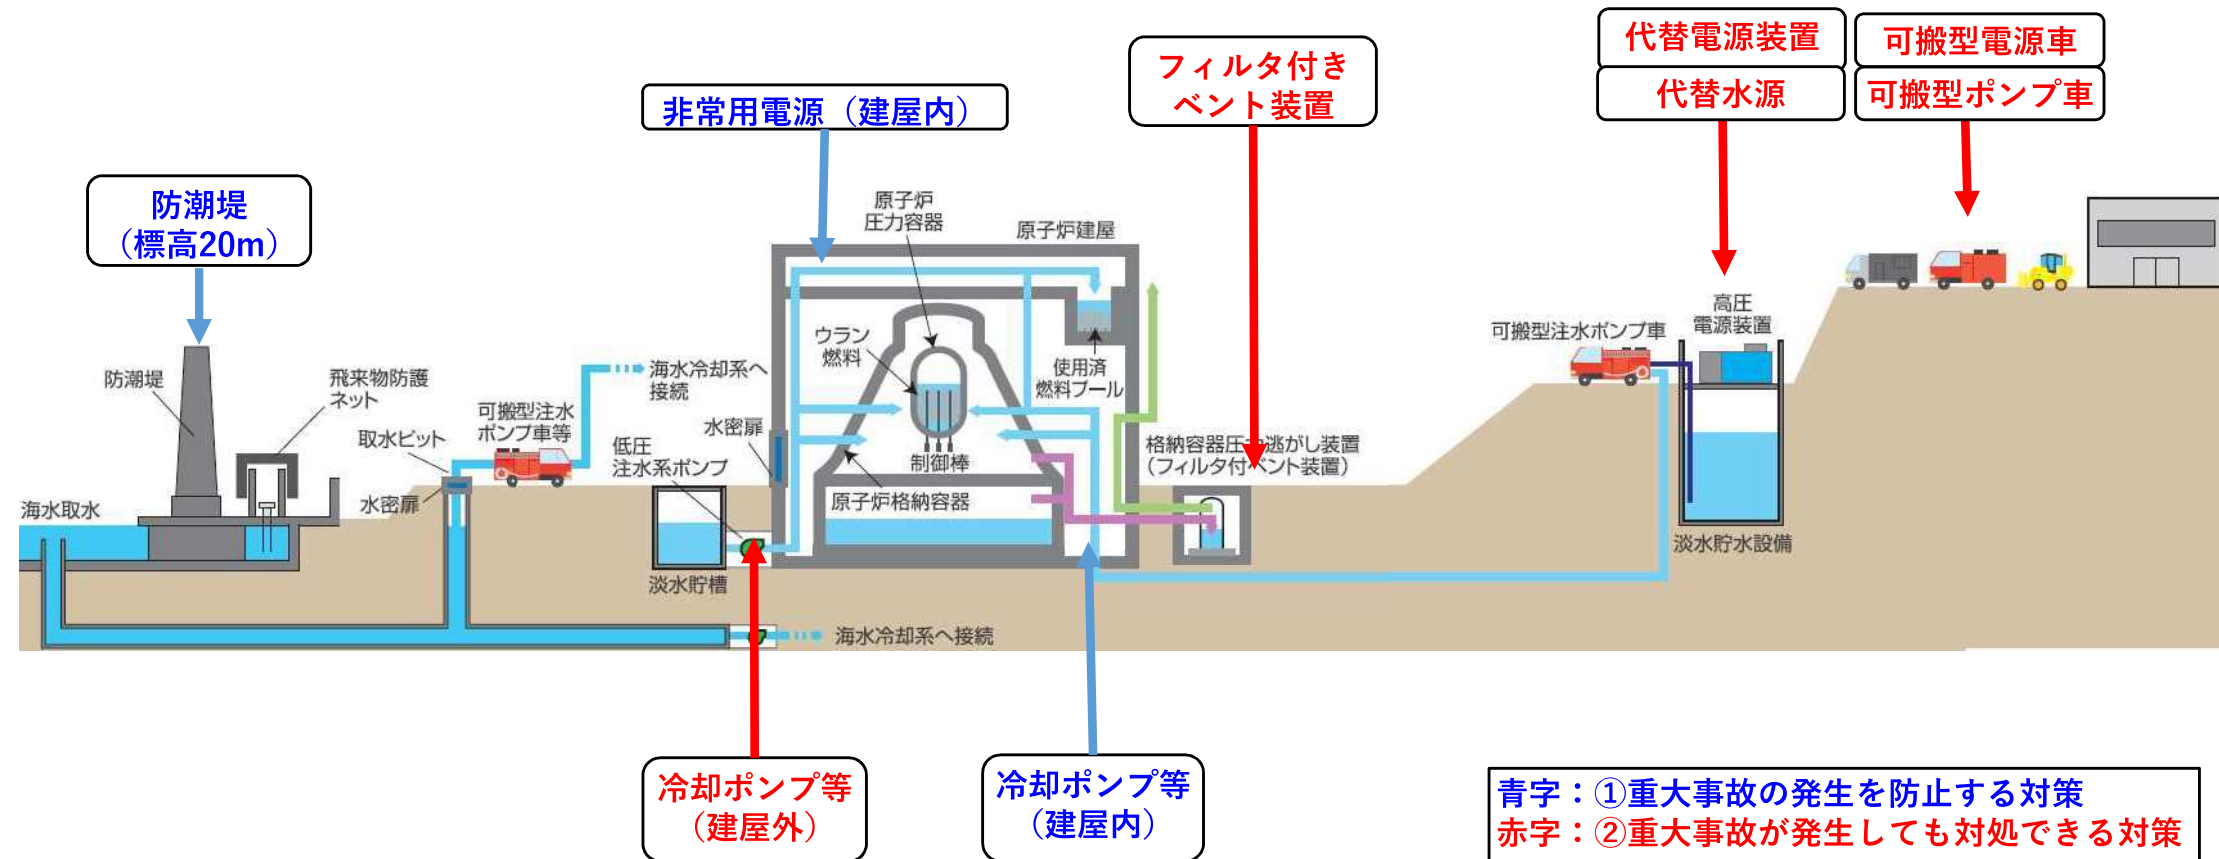 代替電源装置
可搬型電源車
代替水源
可搬型ポンプ車
フィルタ付き
ベント装置
非常用電源（建屋内）
防潮堤
（標高20m）
原子炉
圧力容器
原子炉建屋
ウラン
燃料
使用済
燃料プール
制御棒
原子炉格納容器
高圧
電源装置
可搬型注水ポンプ車
防潮堤
飛来物防護
ネット
海水冷却系へ
接続
可搬型注水
ポンプ車等
取水ピット
水密扉
低圧
注水系ポンプ
水密扉
海水取水
格納容器圧力逃がし装置
（フィルタ付ベント装置）
淡水貯水設備
淡水貯槽
海水冷却系へ接続
冷却ポンプ等
（建屋外）
冷却ポンプ等
（建屋内）
青字：①重大事故の発生を防止する対策
赤字：②重大事故が発生しても対処できる対策